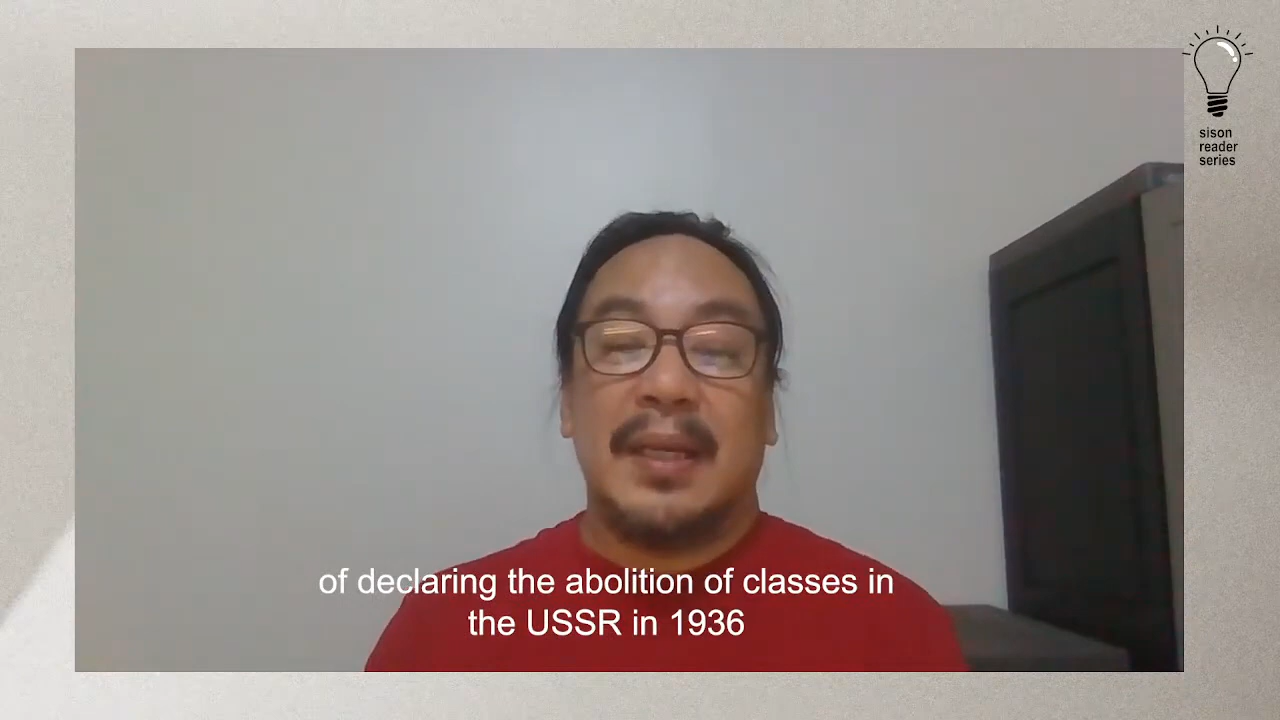 sison
reader
series
of declaring the abolition of classes in
the USSR in 1936